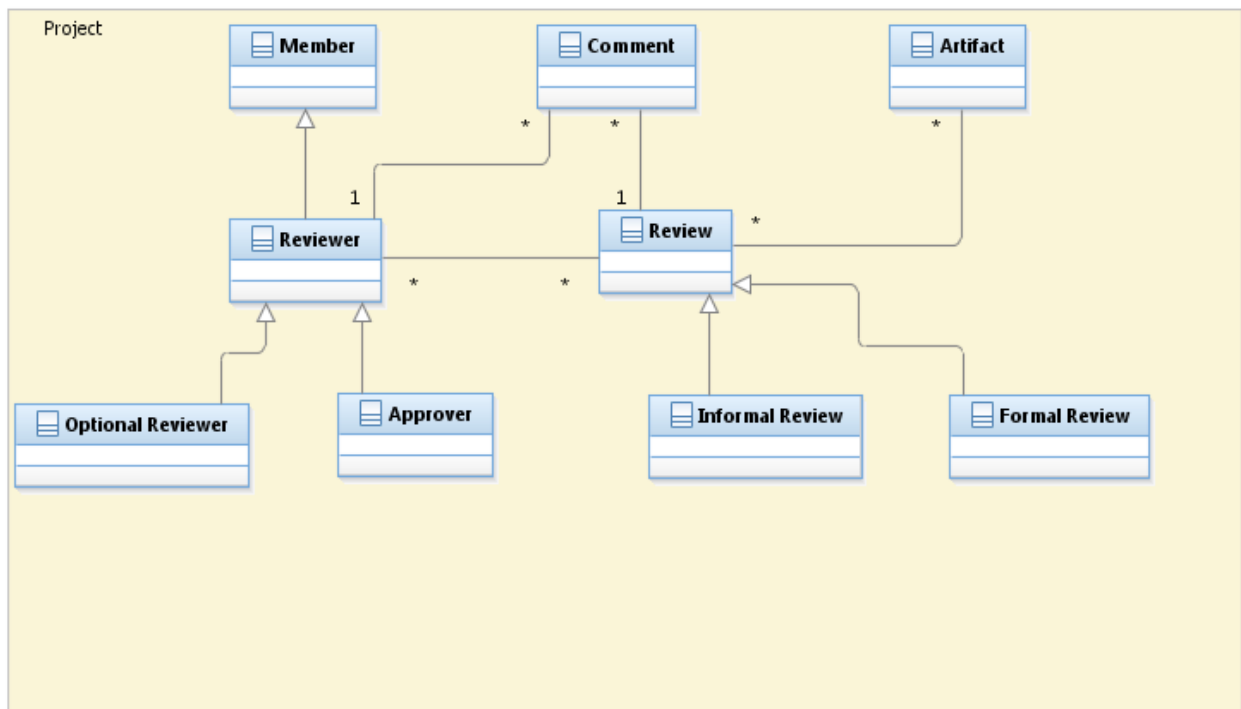 Project
Member
Comment
Artifact
*
*
*
1
1
*
Reviewer
Review
*
*
Optional Reviewer
Approver
Informal Review
Formal Review